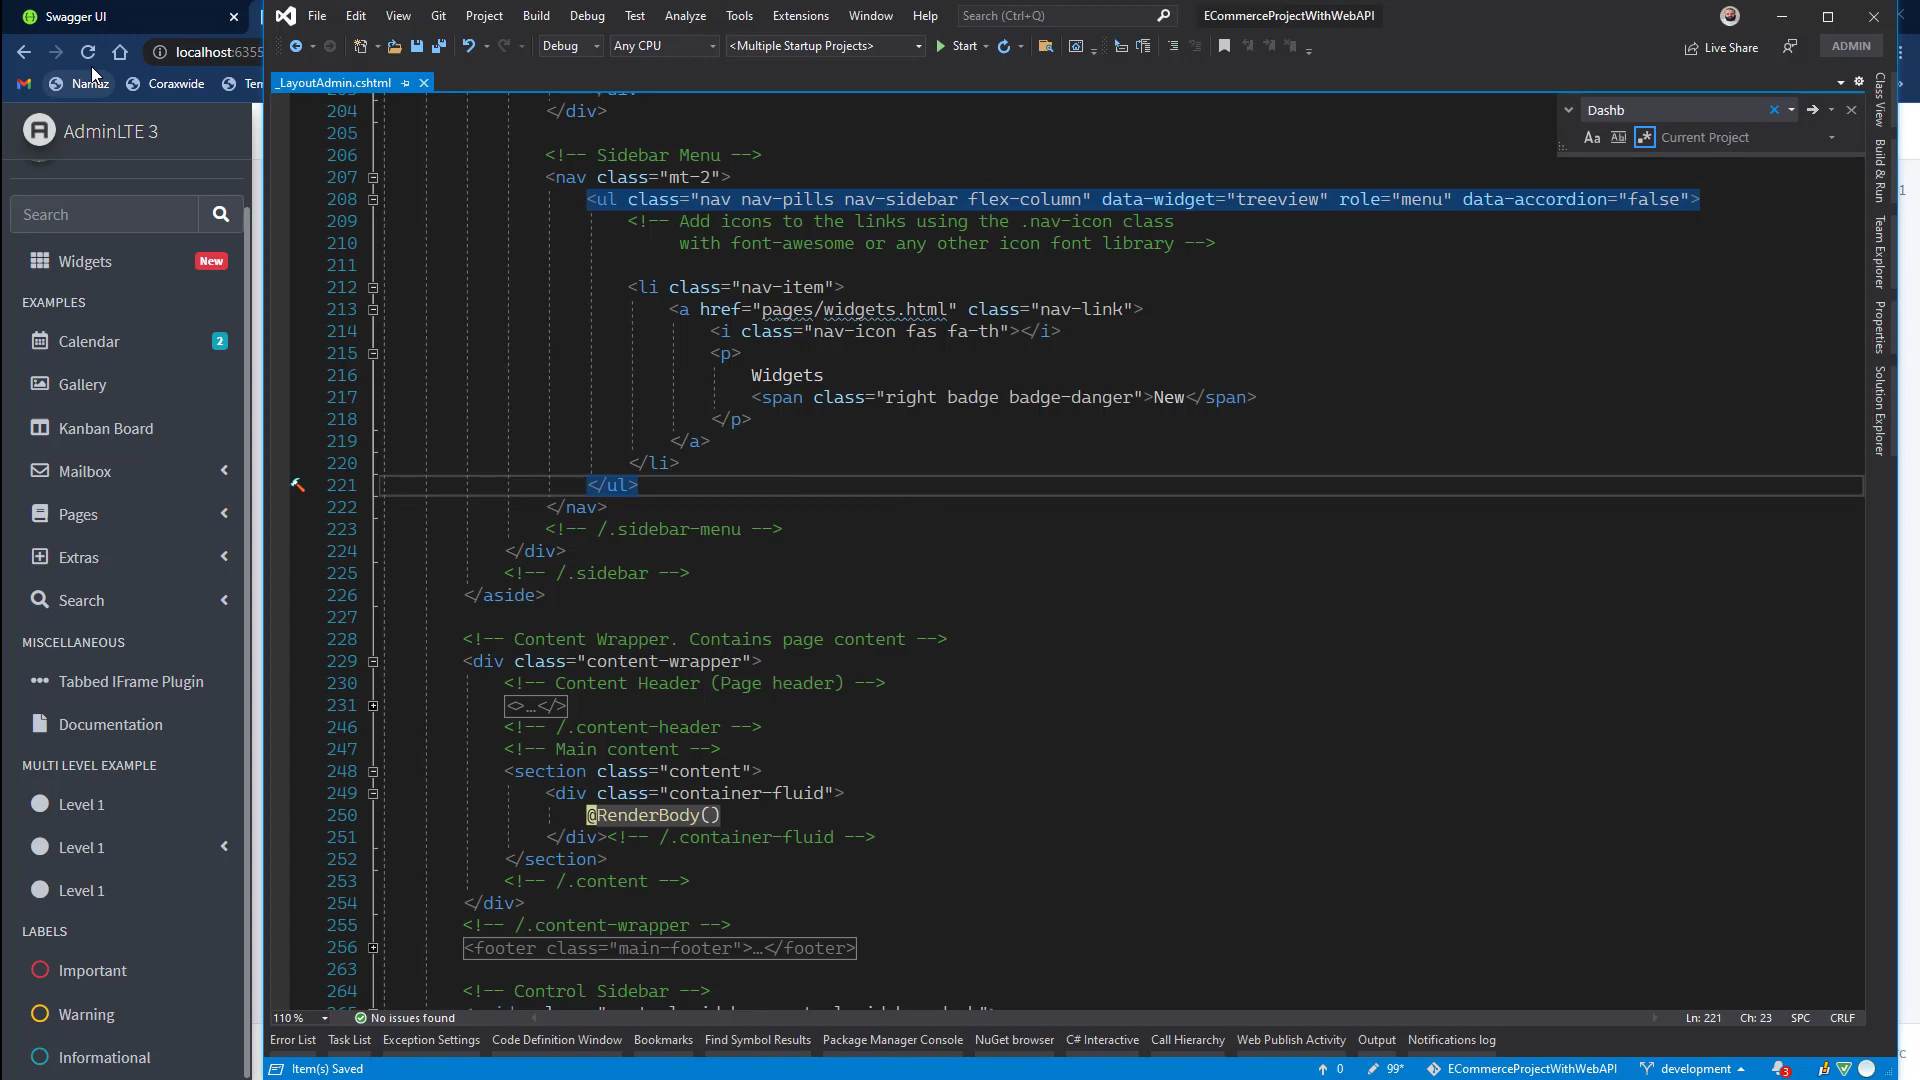 Swagger UI
File Edit View Git Project Build Debug Test Analyze Tools Extensions Window Help Search (Ctrl+Q) ECommerceProjectWithWebAPI
localhost:6355
Debug Any CPU <Multiple Startup Projects> Start Live Share ADMIN
Namaz Coraxwide
_LayoutAdmin.cshtml
Dashb
Current Project
Class View
Build & Run
Team Explorer
Properties
Solution Explorer
AdminLTE 3
Search
Widgets New
EXAMPLES
Calendar 2
Gallery
Kanban Board
Mailbox
Pages
Extras
Search
MISCELLANEOUS
Tabbed IFrame Plugin
Documentation
MULTI LEVEL EXAMPLE
Level 1
Level 1
Level 1
LABELS
Important
Warning
Informational
204 </div>
205
206 <!-- Sidebar Menu -->
207 <nav class="mt-2">
208 <ul class="nav nav-pills nav-sidebar flex-column" data-widget="treeview" role="menu" data-accordion="false">
209 <!-- Add icons to the links using the .nav-icon class
210 with font-awesome or any other icon font library -->
211
212 <li class="nav-item">
213 <a href="pages/widgets.html" class="nav-link">
214 <i class="nav-icon fas fa-th"></i>
215 <p>
216 Widgets
217 <span class="right badge badge-danger">New</span>
218 </p>
219 </a>
220 </li>
221 </ul>
222 </nav>
223 <!-- /.sidebar-menu -->
224 </div>
225 <!-- /.sidebar -->
226 </aside>
227
228 <!-- Content Wrapper. Contains page content -->
229 <div class="content-wrapper">
230 <!-- Content Header (Page header) -->
231 <>...</>
246 <!-- /.content-header -->
247 <!-- Main content -->
248 <section class="content">
249 <div class="container-fluid">
250 @RenderBody()
251 </div><!-- /.container-fluid -->
252 </section>
253 <!-- /.content -->
254 </div>
255 <!-- /.content-wrapper -->
256 <footer class="main-footer">...</footer>
263
264 <!-- Control Sidebar -->
110 % No issues found Ln: 221 Ch: 23 SPC CRLF
Error List Task List Exception Settings Code Definition Window Bookmarks Find Symbol Results Package Manager Console NuGet browser C# Interactive Call Hierarchy Web Publish Activity Output Notifications log
Item(s) Saved 0 99* ECommerceProjectWithWebAPI development 3